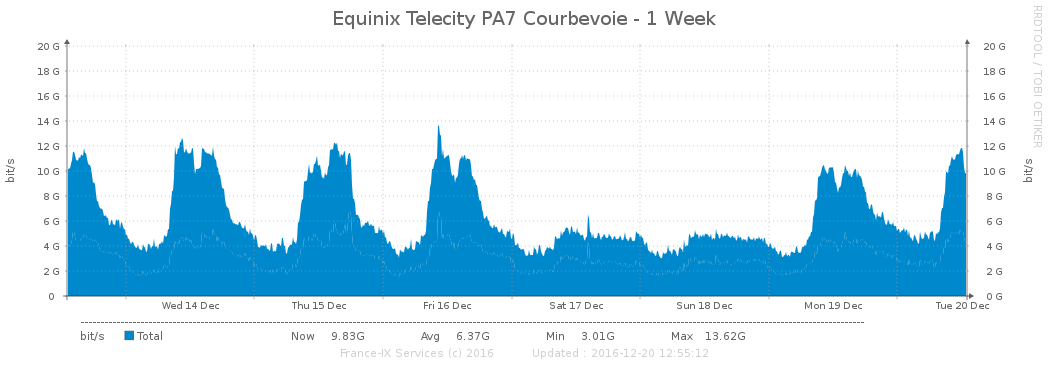 Equinix Telecity PA7 Courbevoie - 1 Week
RRDTOOL / TOBI OETIKER
20 G 20 G
18 G 18 G
16 G 16 G
14 G 14 G
12 G 12 G
10 G 10 G
8 G 8 G
6 G 6 G
4 G 4 G
2 G 2 G
0 0 G
bit/s
bit/s
Wed 14 Dec Thu 15 Dec Fri 16 Dec Sat 17 Dec Sun 18 Dec Mon 19 Dec Tue 20 Dec
bit/s Total Now 9.83G Avg 6.37G Min 3.01G Max 13.62G
France-IX Services (c) 2016 Updated : 2016-12-20 12:55:12